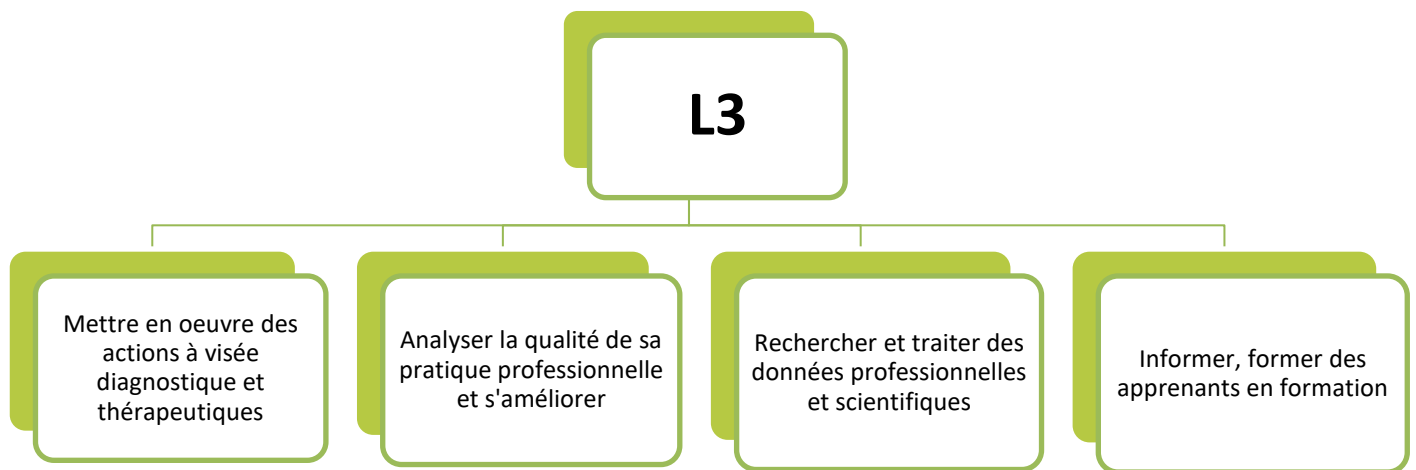 L3
Mettre en oeuvre des
actions à visée
diagnostique et
thérapeutiques
Analyser la qualité de sa
pratique professionnelle
et s'améliorer
Rechercher et traiter des
données professionnelles
et scientifiques
Informer, former des
apprenants en formation